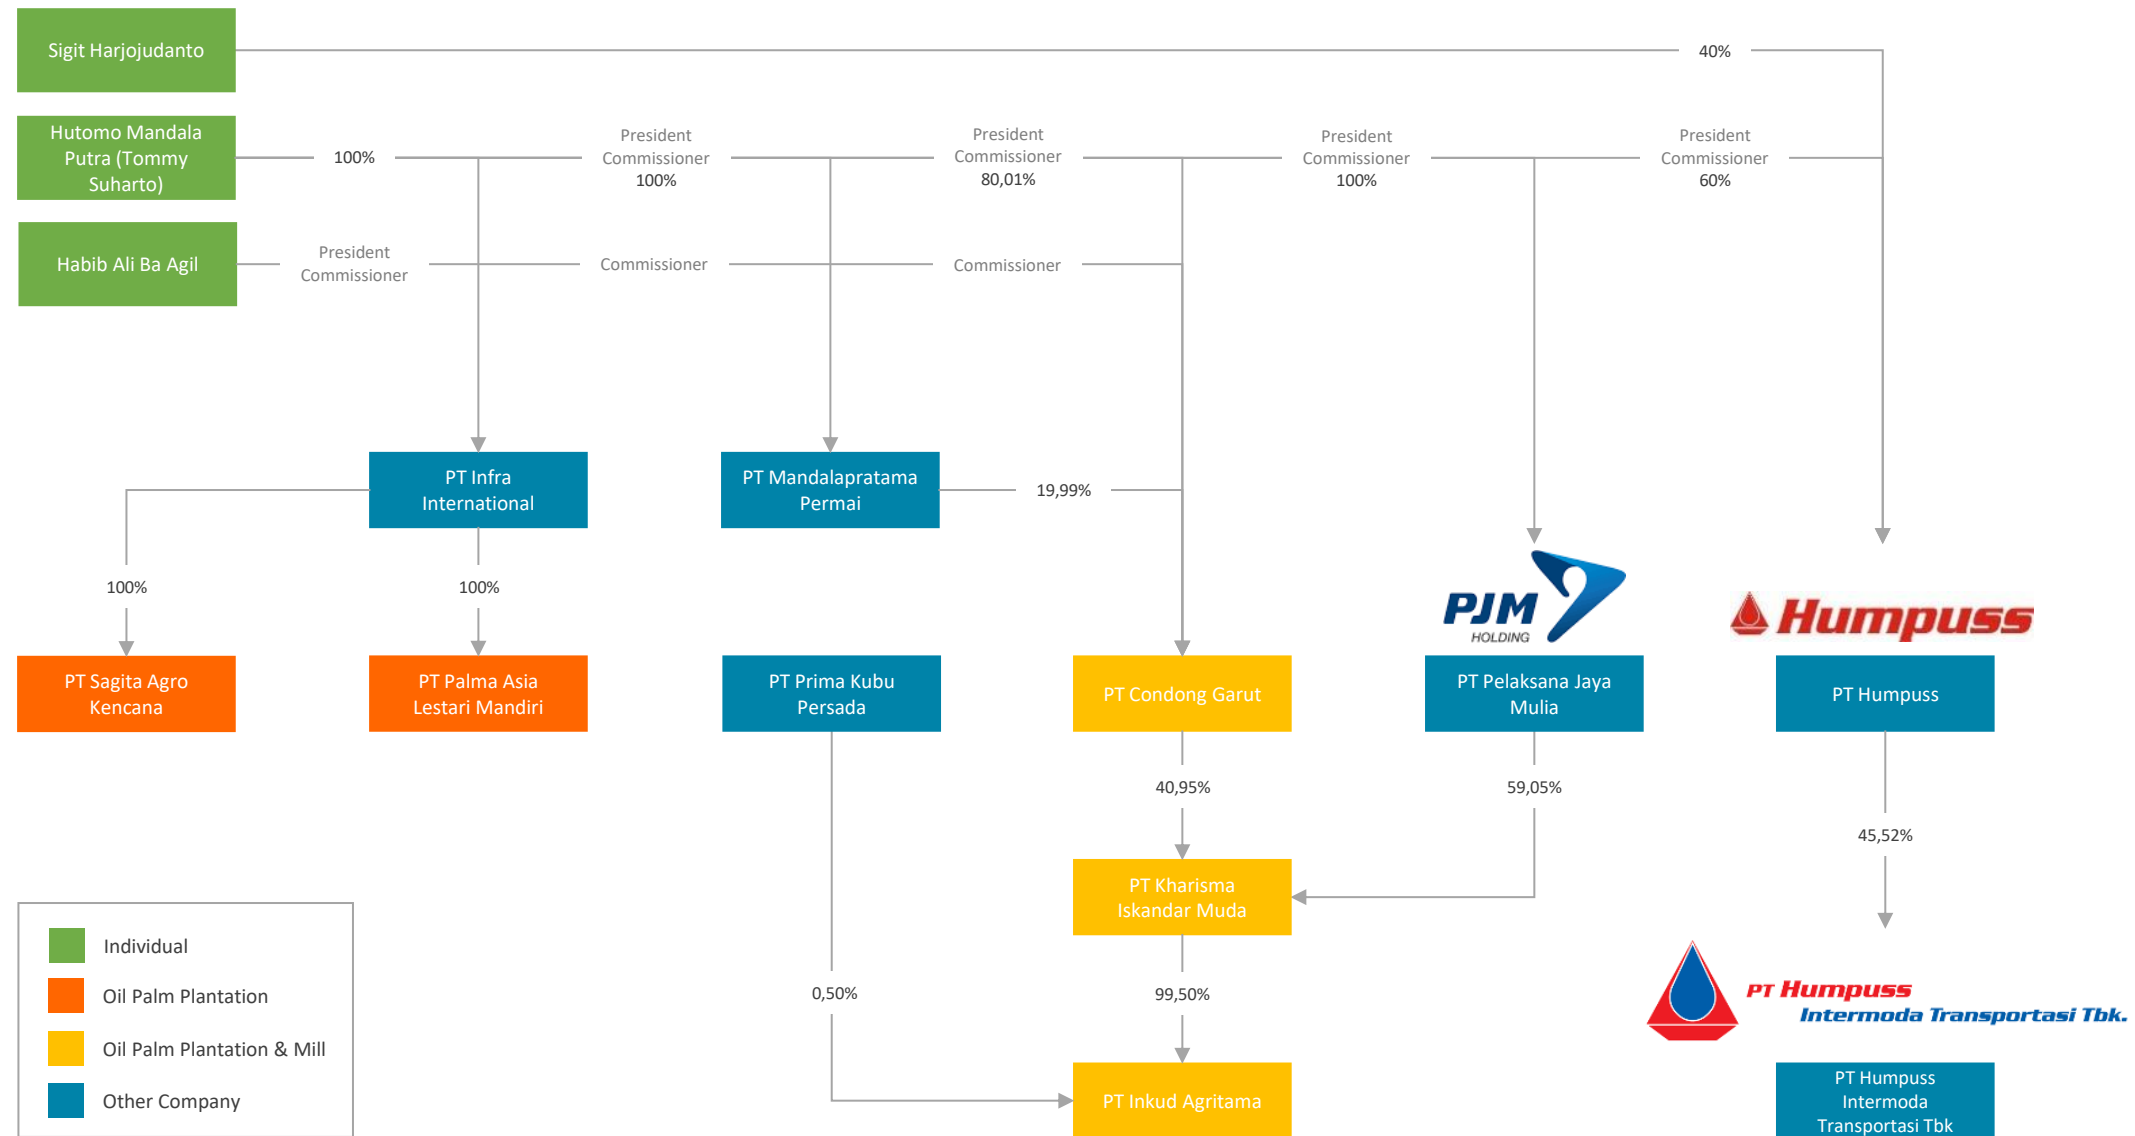 Sigit Harjojudanto
40%
Hutomo Mandala
Putra (Tommy
Suharto)
100%
President
Commissioner
100%
President
Commissioner
80,01%
President
Commissioner
100%
President
Commissioner
60%
Habib Ali Ba Agil
President
Commissioner
Commissioner
Commissioner
PT Infra
International
PT Mandalapratama
Permai
19,99%
100%
100%
PJM
HOLDING
Humpuss
PT Sagita Agro
Kencana
PT Palma Asia
Lestari Mandiri
PT Prima Kubu
Persada
PT Condong Garut
PT Pelaksana Jaya
Mulia
PT Humpuss
40,95%
59,05%
45,52%
PT Kharisma
Iskandar Muda
0,50%
99,50%
PT Humpuss
Intermoda Transportasi Tbk.
PT Inkud Agritama
PT Humpuss
Intermoda
Transportasi Tbk
Individual
Oil Palm Plantation
Oil Palm Plantation & Mill
Other Company